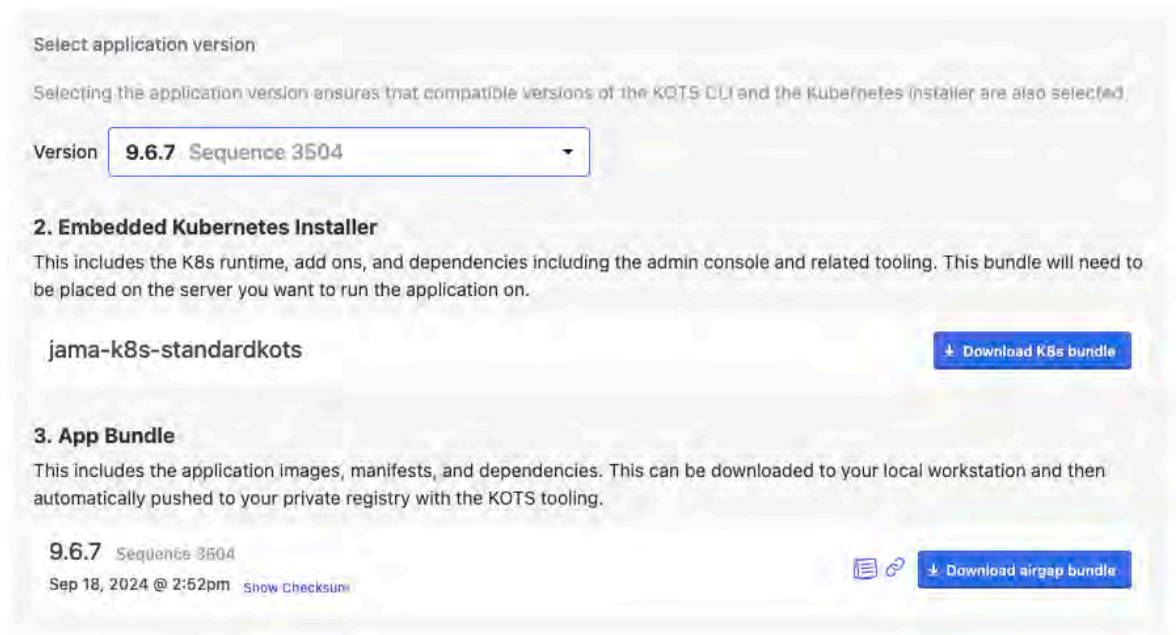 Select application version
Selecting the application version ensures that compatible versions of the KOTS CLI and the Kubernetes installer are also selected.
Version 9.6.7 Sequence 3504
2. Embedded Kubernetes Installer
This includes the K8s runtime, add ons, and dependencies including the admin console and related tooling. This bundle will need to
be placed on the server you want to run the application on.
jama-k8s-standardkots
Download K8s bundle
3. App Bundle
This includes the application images, manifests, and dependencies. This can be downloaded to your local workstation and then
automatically pushed to your private registry with the KOTS tooling.
9.6.7 Sequence 3504
Sep 18, 2024 @ 2:52pm Show Checksum
Download airgap bundle